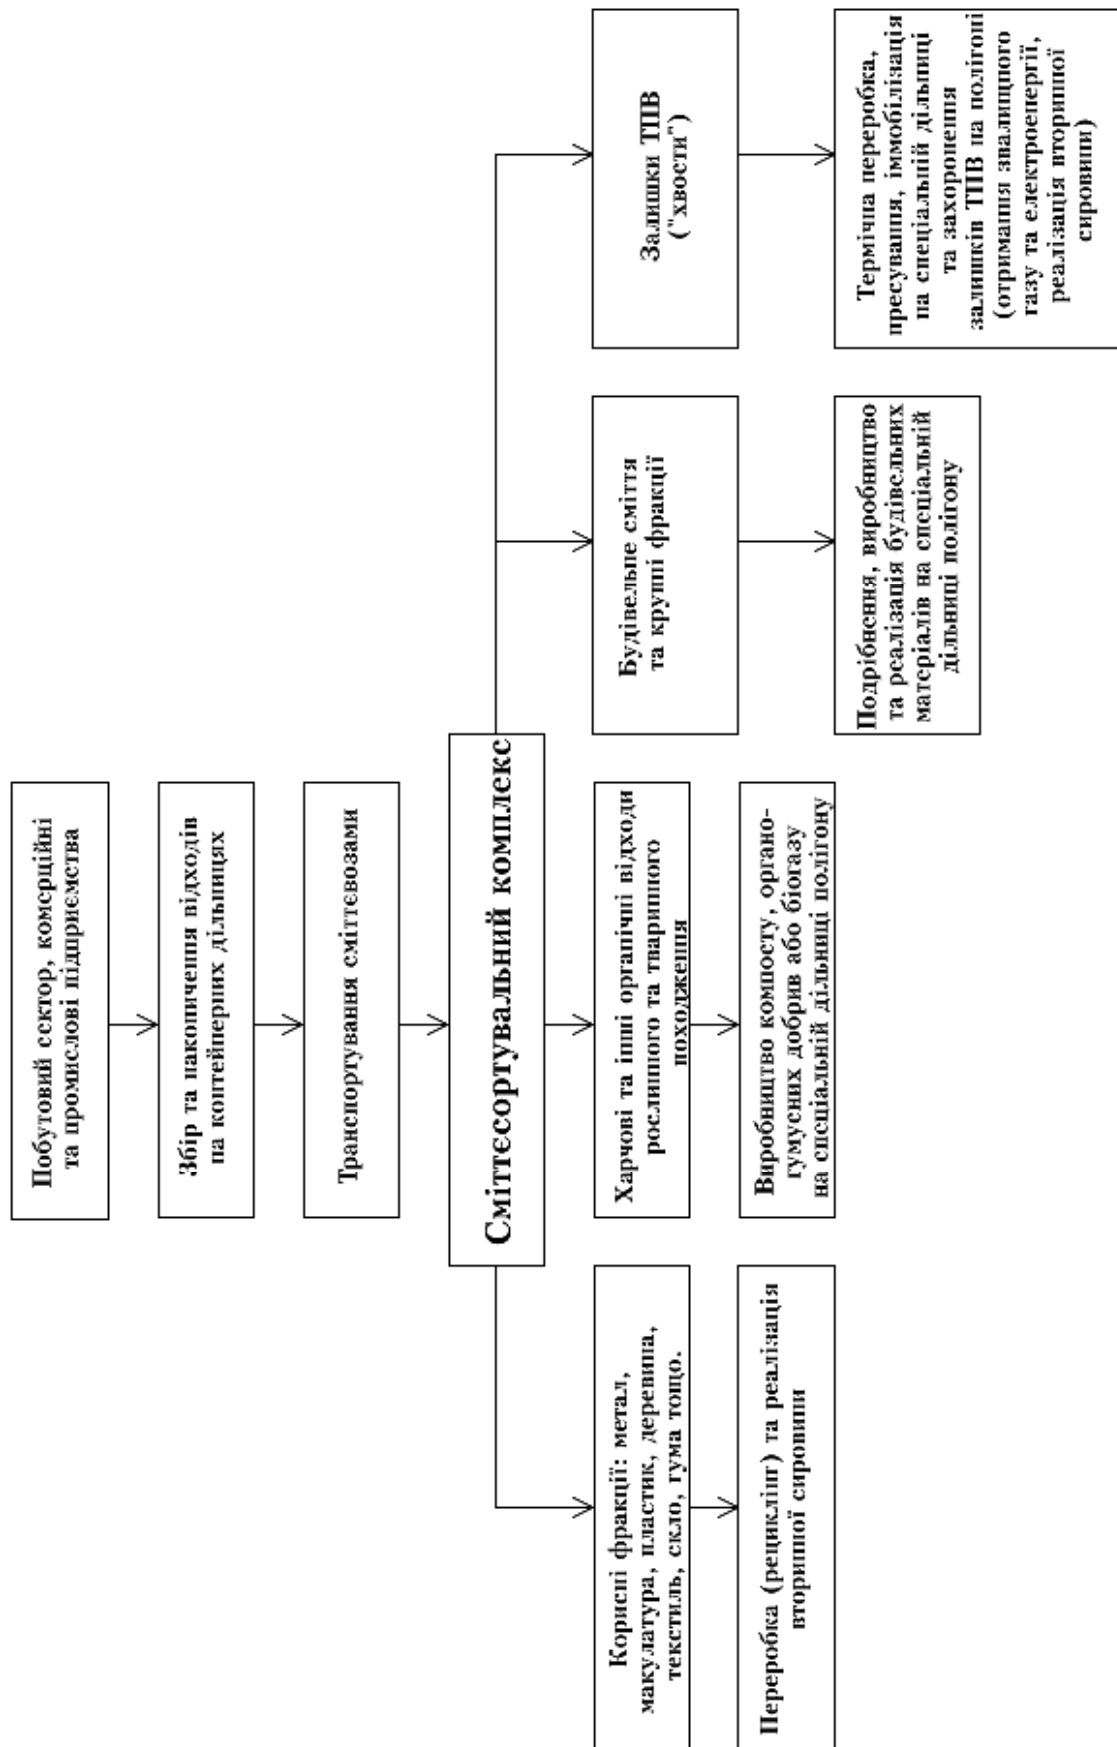 Побутовий сектор, комерційні
та промислові підприємства
Збір та накопичення відходів
на контейнерних дільницях
Транспортування сміттєвозами
Сміттєсортувальний комплекс
Корисні фракції: метал,
макулатура, пластик, деревина,
текстиль, скло, гума тощо.
Переробка (рециклінг) та реалізація
вторинної сировини
Харчові та інші органічні відходи
рослинного та тваринного
походження
Виробництво компосту, органо-
гумусних добрив або біогазу
на спеціальній дільниці полігону
Будівельне сміття
та крупні фракції
Подрібнення, виробництво
та реалізація будівельних
матеріалів на спеціальній
дільниці полігону
Залишки ТПВ
("хвости")
Термічна переробка,
пресування, іммобілізація
на спеціальній дільниці
та захоронення
залишків ТПВ на полігоні
(отримання звалищного
газу та електроенергії,
реалізація вторинної
сировини)